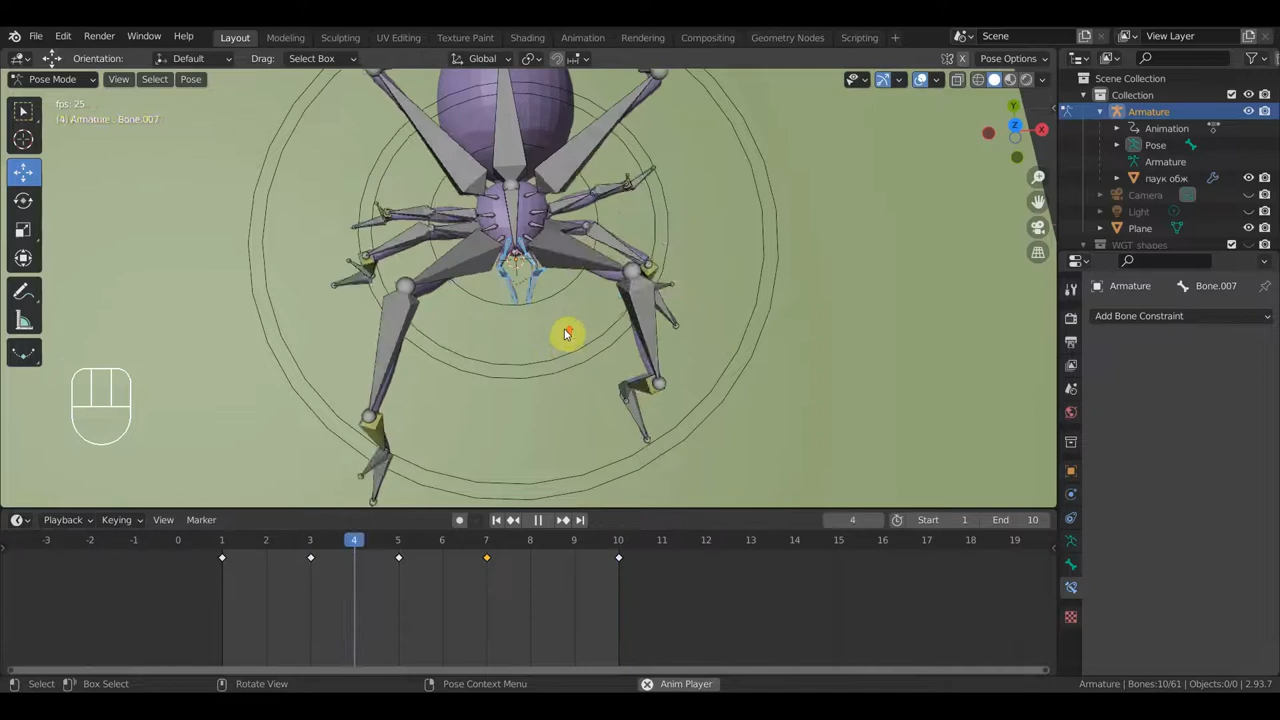 File Edit Render Window Help Layout Modeling Sculpting UV Editing Texture Paint Shading Animation Rendering Compositing Geometry Nodes Scripting + Scene View Layer
Orientation: Default Drag: Select Box Global Pose Options
Pose Mode View Select Pose
fps: 25
(4) Armature : Bone.007
Y
Z
X
Scene Collection
Collection
Armature
Animation
Pose
Armature
паук обж
Camera
Light
Plane
WGT shapes
Armature Bone.007
Add Bone Constraint
Playback Keying View Marker 4 Start 1 End 10
-3 -2 -1 0 1 2 3 4 5 6 7 8 9 10 11 12 13 14 15 16 17 18 19
Select Box Select Rotate View Pose Context Menu Anim Player Armature | Bones:10/61 | Objects:0/0 | 2.93.7